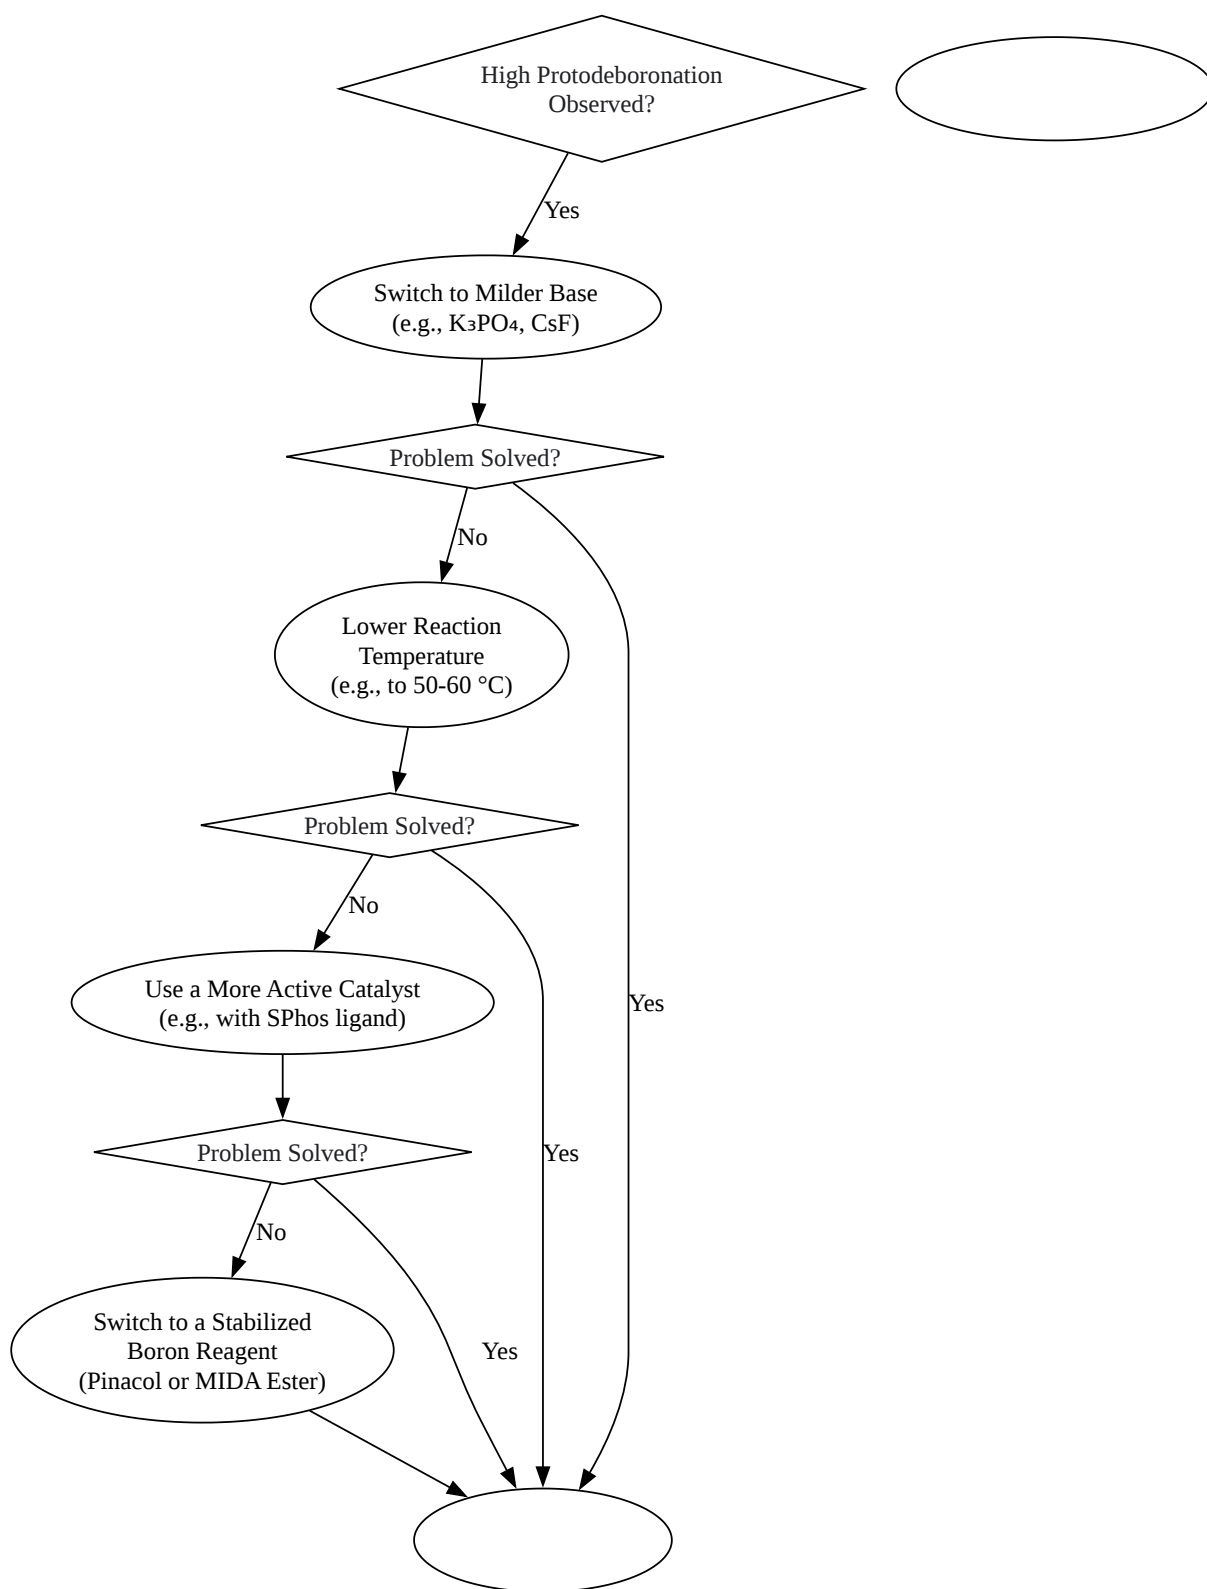 High Protodeboronation
Observed?
Yes
Switch to Milder Base
(e.g., K₃PO₄, CsF)
Problem Solved?
No
Lower Reaction
Temperature
(e.g., to 50-60 °C)
Problem Solved?
No
Use a More Active Catalyst
(e.g., with SPhos ligand)
Yes
Problem Solved?
Yes
No
Switch to a Stabilized
Boron Reagent
(Pinacol or MIDA Ester)
Yes